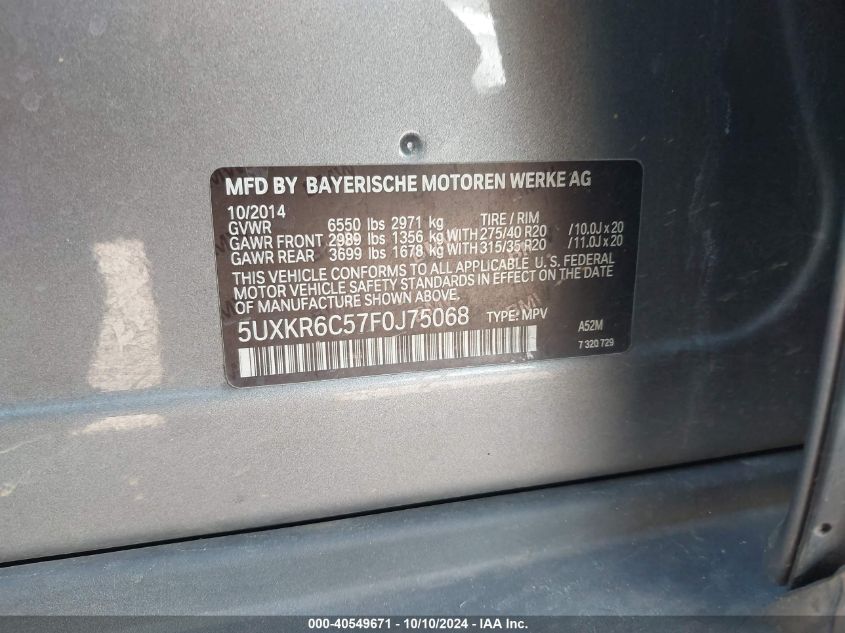 MFD BY BAYERISCHE MOTOREN WERKE AG
10/2014 TIRE / RIM
GVWR 6550 lbs 2971 kg
GAWR FRONT 2989 lbs 1356 kg WITH 275/40 R20 /10.0J x 20
GAWR REAR 3699 lbs 1678 kg WITH 315/35 R20 /11.0J x 20
THIS VEHICLE CONFORMS TO ALL APPLICABLE U.S. FEDERAL
MOTOR VEHICLE SAFETY STANDARDS IN EFFECT ON THE DATE
OF MANUFACTURE SHOWN ABOVE.
5UXKR6C57F0J75068 TYPE: MPV
A52M
7 320 729
000-40549671 - 10/10/2024 - IAAI.com